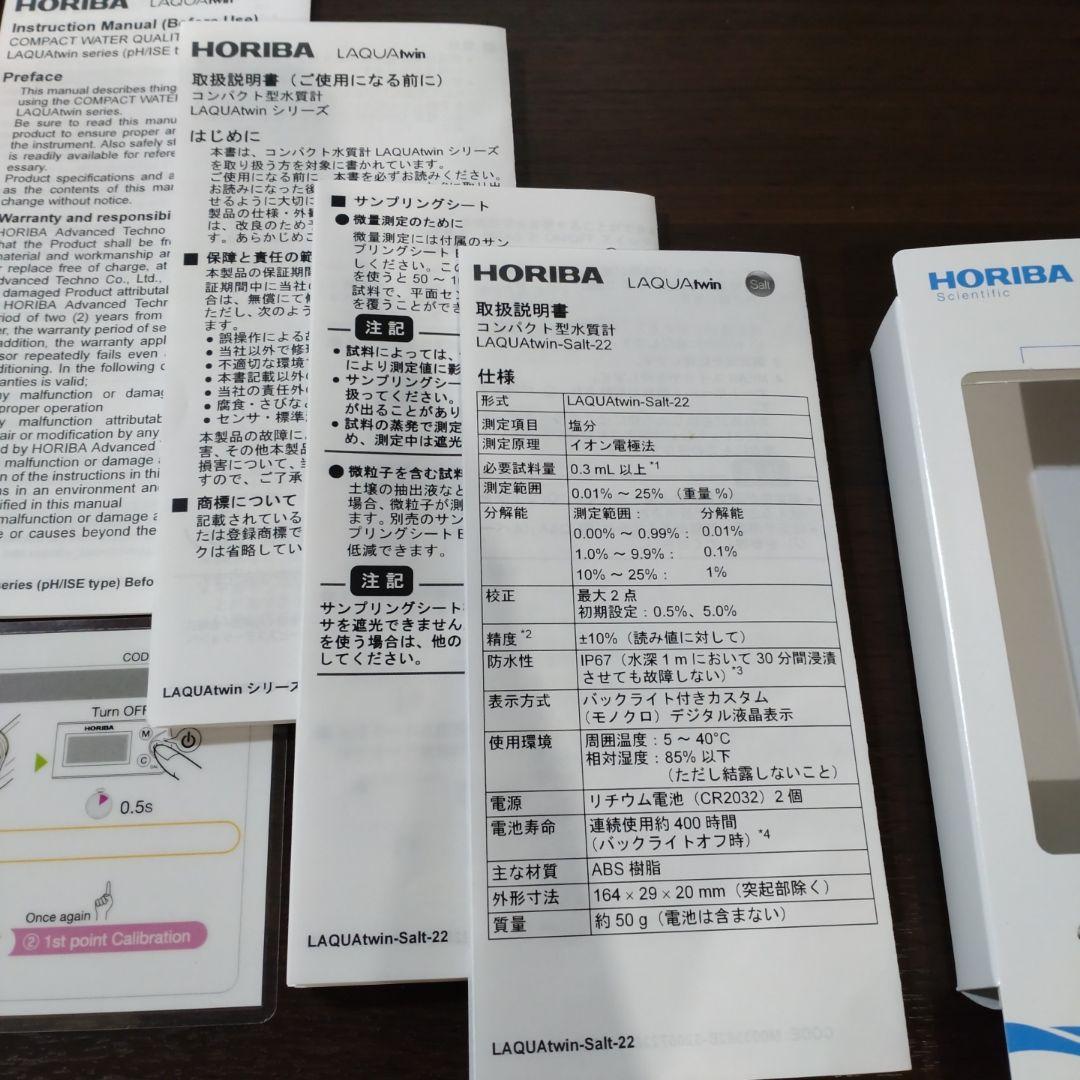 HORIBA LAQUAtwin
Instruction Manual (Before Use)
COMPACT WATER QUALIT
LAQUAtwin series (pH/ISE t
Preface
This manual describes thing
using the COMPACT WATE
LAQUAtwin series.
Be sure to read this manu
product to ensure proper an
the instrument. Also safely st
is readily available for refere
essary.
Product specifications and a
as the contents of this man
change without notice.
Warranty and responsibi
HORIBA Advanced Techno
that the Product shall be fr
material and workmanship an
replace free of charge, at
dvanced Techno Co., Ltd.,
damaged Product attributal
HORIBA Advanced Techn
riod of two (2) years from
er, the warranty period of se
addition, the warranty appl
sor repeatedly fails even
ditioning. In the following c
anties is valid;
ny malfunction or damag
proper operation
y malfunction attributab
air or modification by any
d by HORIBA Advanced
malfunction or damage
n of the instructions in thi
s in an environment and
ified in this manual
malfunction or damage a
e or causes beyond the
eries (pH/ISE type) Befo
HORIBA LAQUAtwin
取扱説明書（ご使用になる前に）
コンパクト型水質計
LAQUAtwin シリーズ
はじめに
本書は、コンパクト水質計 LAQUAtwin シリーズ
を取り扱う方を対象に書かれています。
ご使用になる前に、本書を必ずお読みください。
お読みになった後
せるように大切に
製品の仕様・外観
は、改良のため予
す。あらかじめご
■ 保障と責任の範
本製品の保証期間
証期間中に当社の
合は、無償にて修
ただし、次のよう
ます。
• 誤操作による故
• 当社以外で修理
• 不適切な環境で
• 本書記載以外の
• 当社の責任外の
• 腐食・さびなど
• センサ・標準
本製品の故障に
害、その他本製品
損害について、当
すので、ご了承
■ 商標について
記載されている
たは登録商標で
クは省略してい
LAQUAtwin シリーズ
■ サンプリングシート
● 微量測定のために
微量測定には付属のサン
プリングシート B
しください。この
を使うと 50 ～ 1
試料で、平面セン
を覆うことができ
注 記
• 試料によっては、
により測定値に影
• サンプリングシー
扱ってください。
が出ることがあり
• 試料の蒸発で測定
め、測定中は遮光
● 微粒子を含む試料
土壌の抽出液など
場合、微粒子が測
ます。別売のサン
プリングシート B
低減できます。
注 記
サンプリングシート
サを遮光できません
を使う場合は、他の
してください。
LAQUAtwin-Salt-22
HORIBA LAQUAtwin Salt
取扱説明書
コンパクト型水質計
LAQUAtwin-Salt-22
仕様
形式 LAQUAtwin-Salt-22
測定項目 塩分
測定原理 イオン電極法
必要試料量 0.3 mL 以上 *1
測定範囲 0.01% ～ 25% （重量 %）
分解能 測定範囲： 分解能
0.00% ～ 0.99%： 0.01%
1.0% ～ 9.9%： 0.1%
10% ～ 25%： 1%
校正 最大 2 点
初期設定：0.5%、5.0%
精度 *2 ±10%（読み値に対して）
防水性 IP67（水深 1 m において 30 分間浸漬
させても故障しない）*3
表示方式 バックライト付きカスタム
（モノクロ）デジタル液晶表示
使用環境 周囲温度：5 ～ 40°C
相対湿度：85% 以下
（ただし結露しないこと）
電源 リチウム電池（CR2032）2 個
電池寿命 連続使用約 400 時間
（バックライトオフ時）*4
主な材質 ABS 樹脂
外形寸法 164 × 29 × 20 mm（突起部除く）
質量 約 50 g（電池は含まない）
LAQUAtwin-Salt-22
HORIBA
Scientific
COD
Turn OFF
HORIBA
M
C
0.5s
Once again
② 1st point Calibration